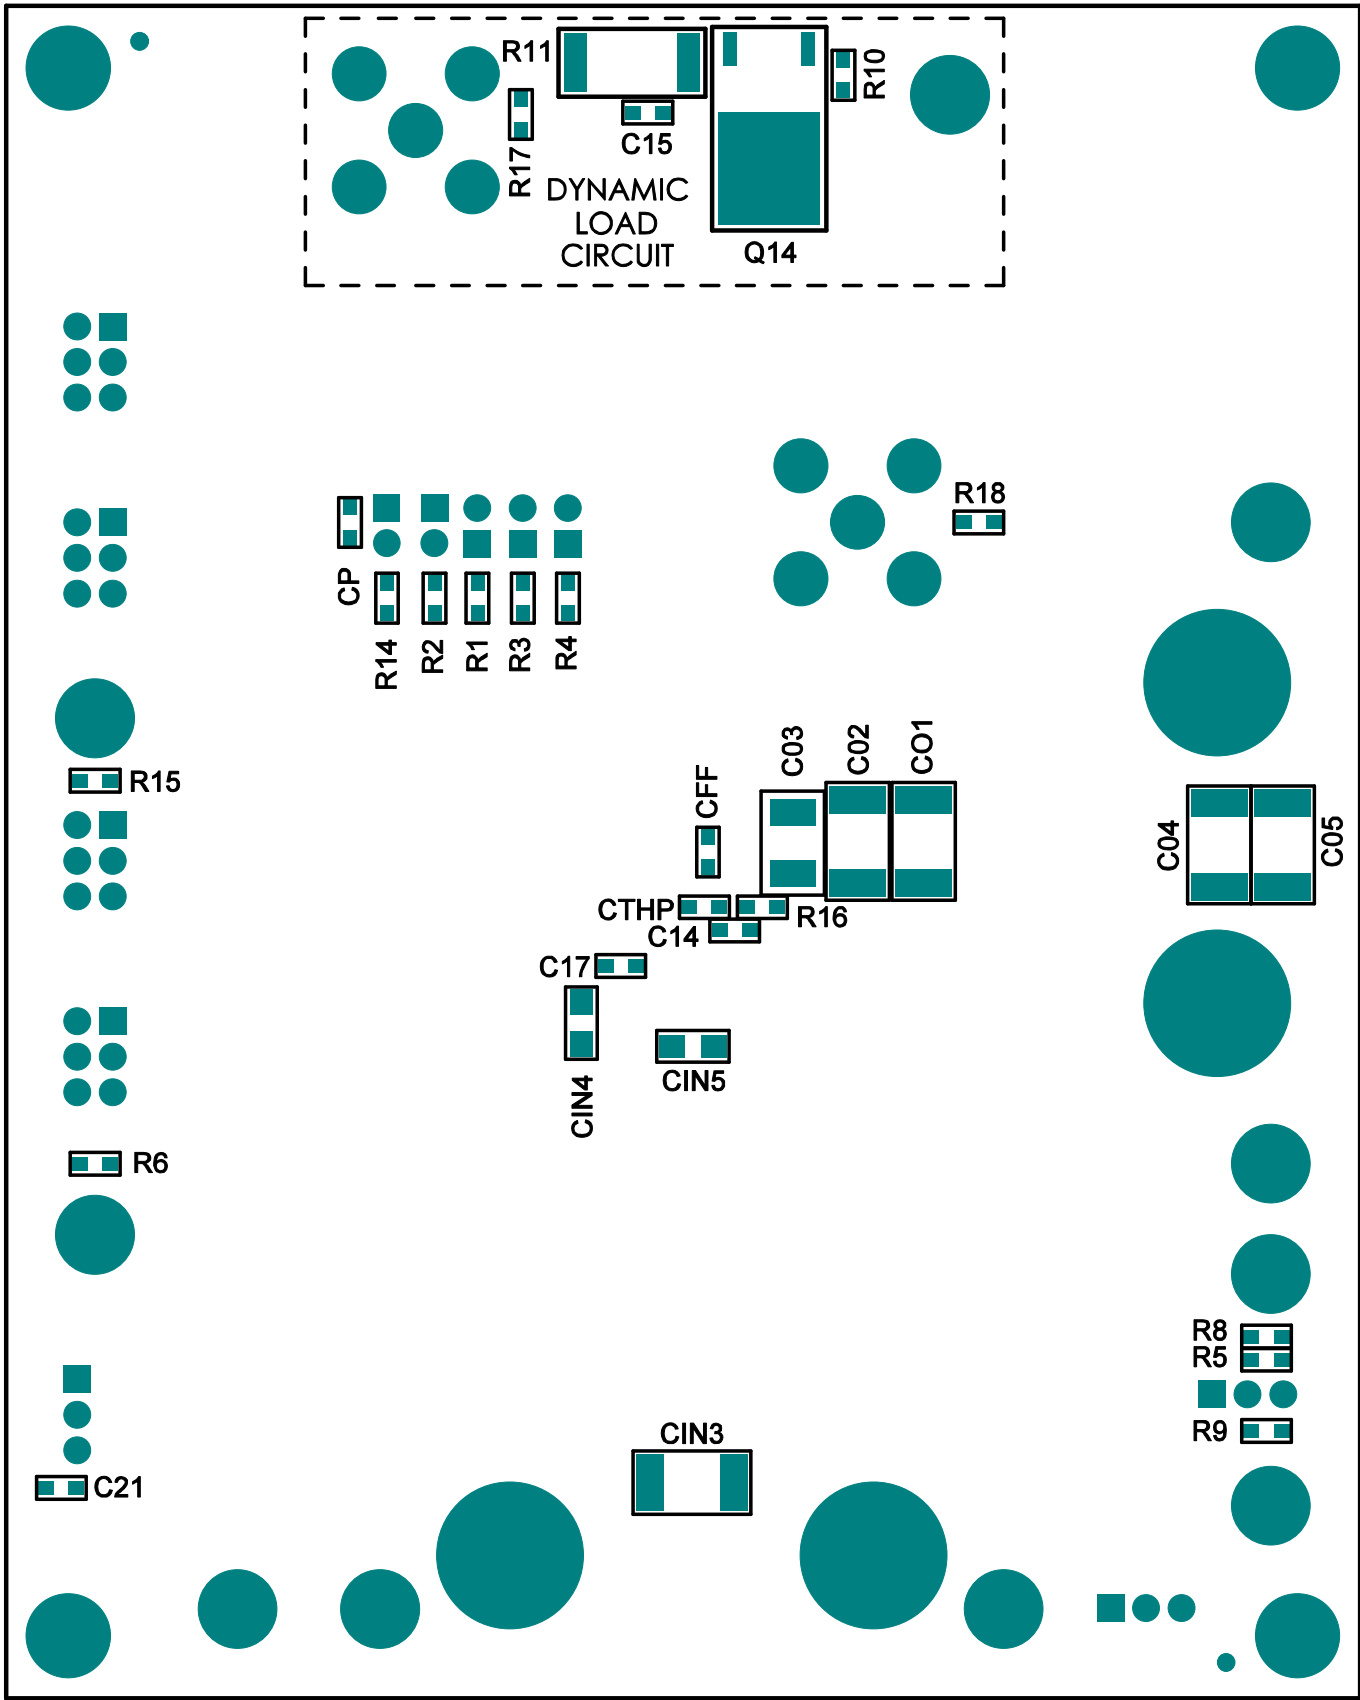 R11
R10
C15
R17
DYNAMIC
LOAD
CIRCUIT
Q14
R18
CP
R14
R2
R1
R3
R4
C03
C02
CO1
CFF
R15
C04
C05
CTHP
R16
C14
C17
CIN4
CIN5
R6
R8
R5
R9
CIN3
C21